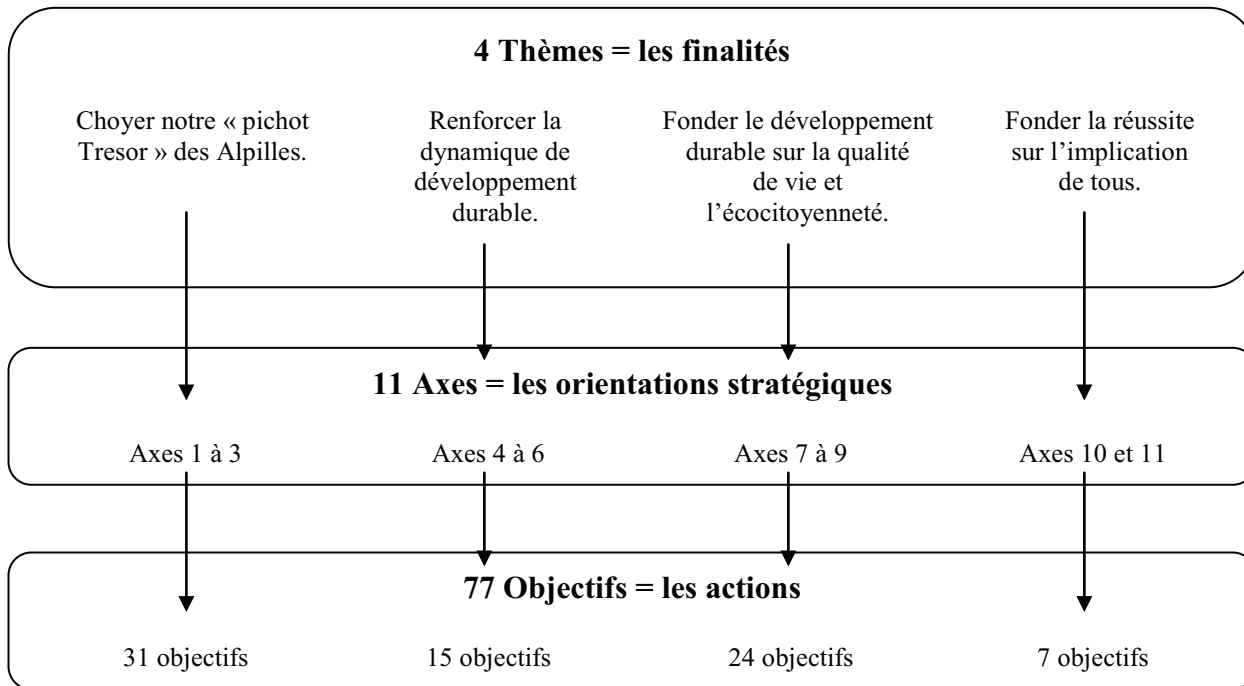 4 Thèmes = les finalités
Choyer notre « pichot
Tresor » des Alpilles.
Renforcer la
dynamique de
développement
durable.
Fonder le développement
durable sur la qualité
de vie et
l’écocitoyenneté.
Fonder la réussite
sur l’implication
de tous.
11 Axes = les orientations stratégiques
Axes 1 à 3
Axes 4 à 6
Axes 7 à 9
Axes 10 et 11
77 Objectifs = les actions
31 objectifs
15 objectifs
24 objectifs
7 objectifs